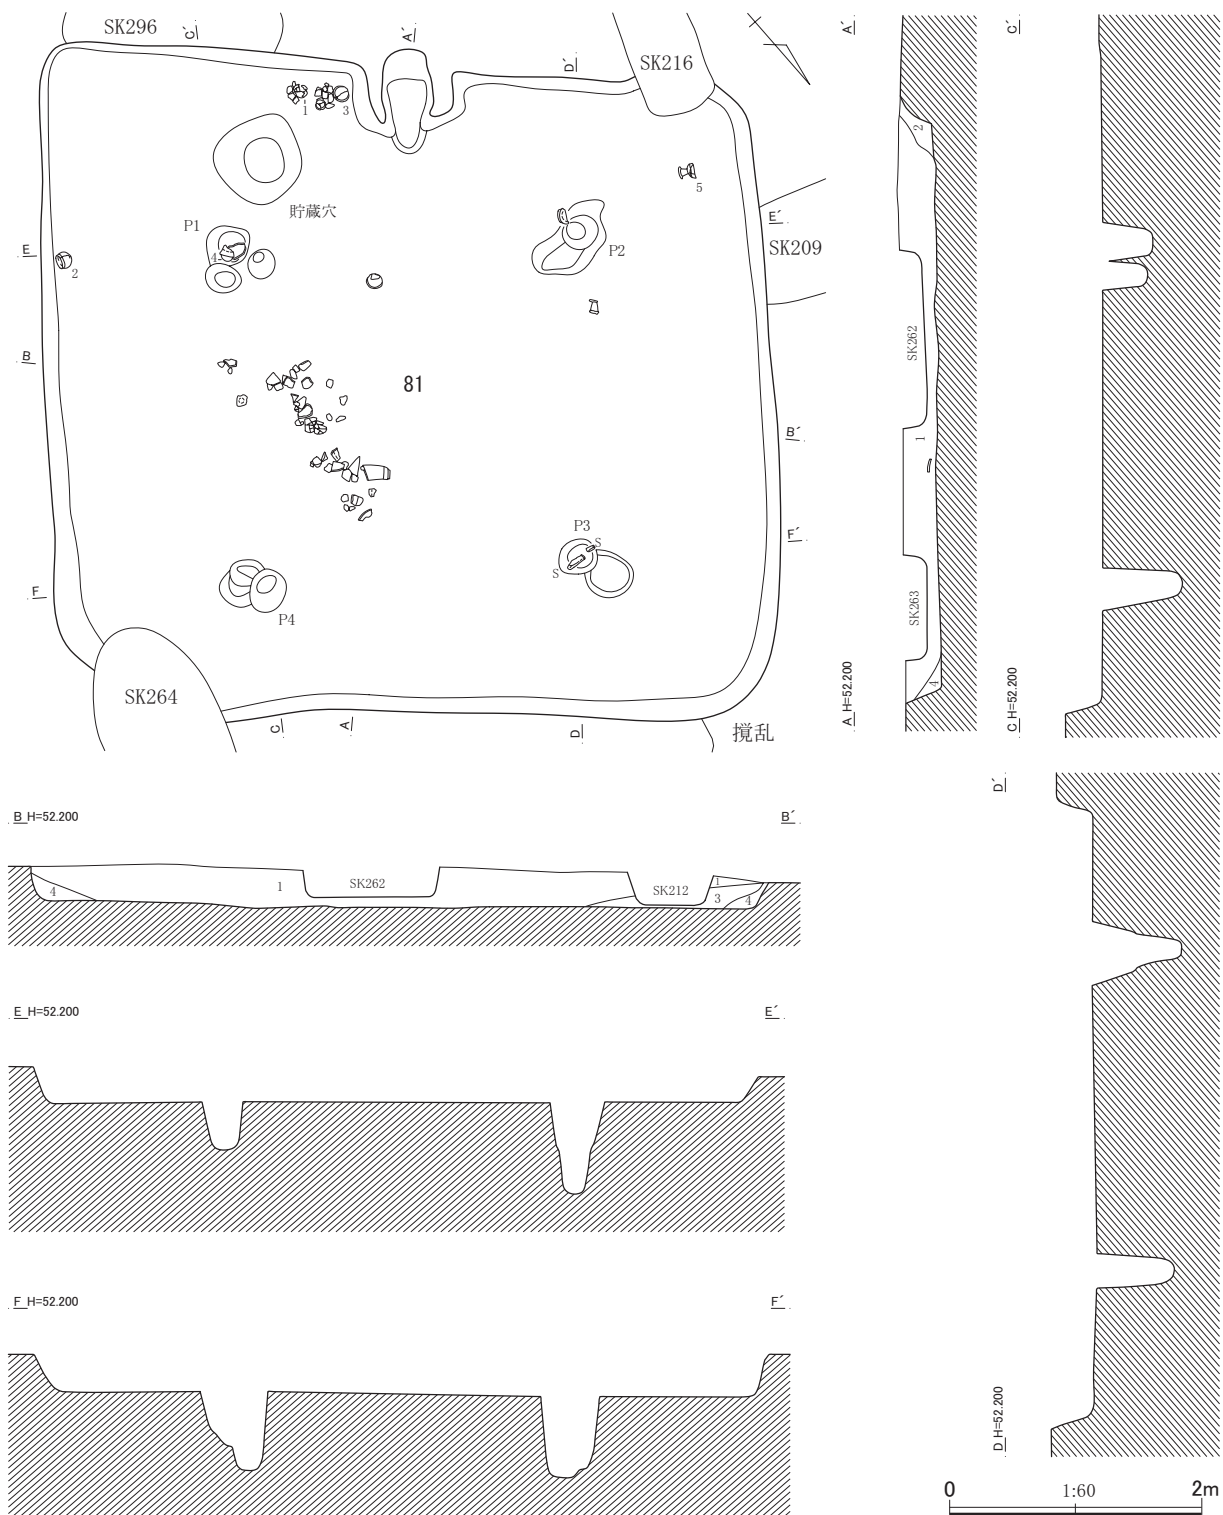 SK296
C′
A′
D′
SK216
1
3
貯蔵穴
5
P1
4
P2
E
2
E′
SK209
B
81
B′
P3
S
S
F′
F
P4
SK264
C
A
D
撹乱
A′
2
SK262
1
SK263
4
A H=52.200
C′
C H=52.200
B H=52.200
B′
4
1
SK262
SK212
1
3
4
E H=52.200
E′
F H=52.200
F′
D′
D H=52.200
0
1:60
2m